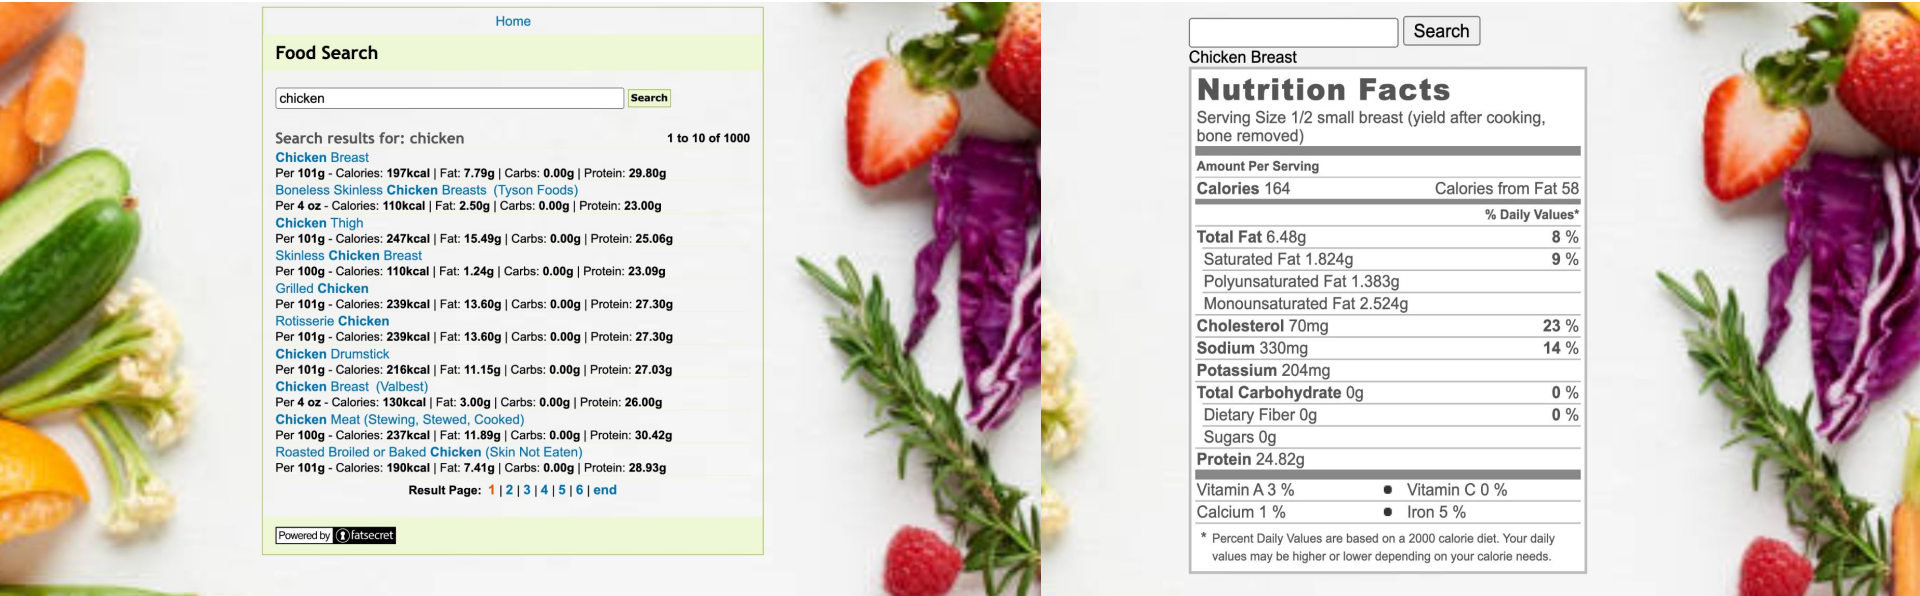 Home
Food Search
chicken Search
Search results for: chicken 1 to 10 of 1000
Chicken Breast
Per 101g - Calories: 197kcal | Fat: 7.79g | Carbs: 0.00g | Protein: 29.80g
Boneless Skinless Chicken Breasts (Tyson Foods)
Per 4 oz - Calories: 110kcal | Fat: 2.50g | Carbs: 0.00g | Protein: 23.00g
Chicken Thigh
Per 101g - Calories: 247kcal | Fat: 15.49g | Carbs: 0.00g | Protein: 25.06g
Skinless Chicken Breast
Per 100g - Calories: 110kcal | Fat: 1.24g | Carbs: 0.00g | Protein: 23.09g
Grilled Chicken
Per 101g - Calories: 239kcal | Fat: 13.60g | Carbs: 0.00g | Protein: 27.30g
Rotisserie Chicken
Per 101g - Calories: 239kcal | Fat: 13.60g | Carbs: 0.00g | Protein: 27.30g
Chicken Drumstick
Per 101g - Calories: 216kcal | Fat: 11.15g | Carbs: 0.00g | Protein: 27.03g
Chicken Breast (Valbest)
Per 4 oz - Calories: 130kcal | Fat: 3.00g | Carbs: 0.00g | Protein: 26.00g
Chicken Meat (Stewing, Stewed, Cooked)
Per 100g - Calories: 237kcal | Fat: 11.89g | Carbs: 0.00g | Protein: 30.42g
Roasted Broiled or Baked Chicken (Skin Not Eaten)
Per 101g - Calories: 190kcal | Fat: 7.41g | Carbs: 0.00g | Protein: 28.93g
Result Page: 1 | 2 | 3 | 4 | 5 | 6 | end
Powered by fatsecret
Search
Chicken Breast
Nutrition Facts
Serving Size 1/2 small breast (yield after cooking,
bone removed)
Amount Per Serving
Calories 164 Calories from Fat 58
% Daily Values*
Total Fat 6.48g 8 %
Saturated Fat 1.824g 9 %
Polyunsaturated Fat 1.383g
Monounsaturated Fat 2.524g
Cholesterol 70mg 23 %
Sodium 330mg 14 %
Potassium 204mg
Total Carbohydrate 0g 0 %
Dietary Fiber 0g 0 %
Sugars 0g
Protein 24.82g
Vitamin A 3 % • Vitamin C 0 %
Calcium 1 % • Iron 5 %
* Percent Daily Values are based on a 2000 calorie diet. Your daily
values may be higher or lower depending on your calorie needs.